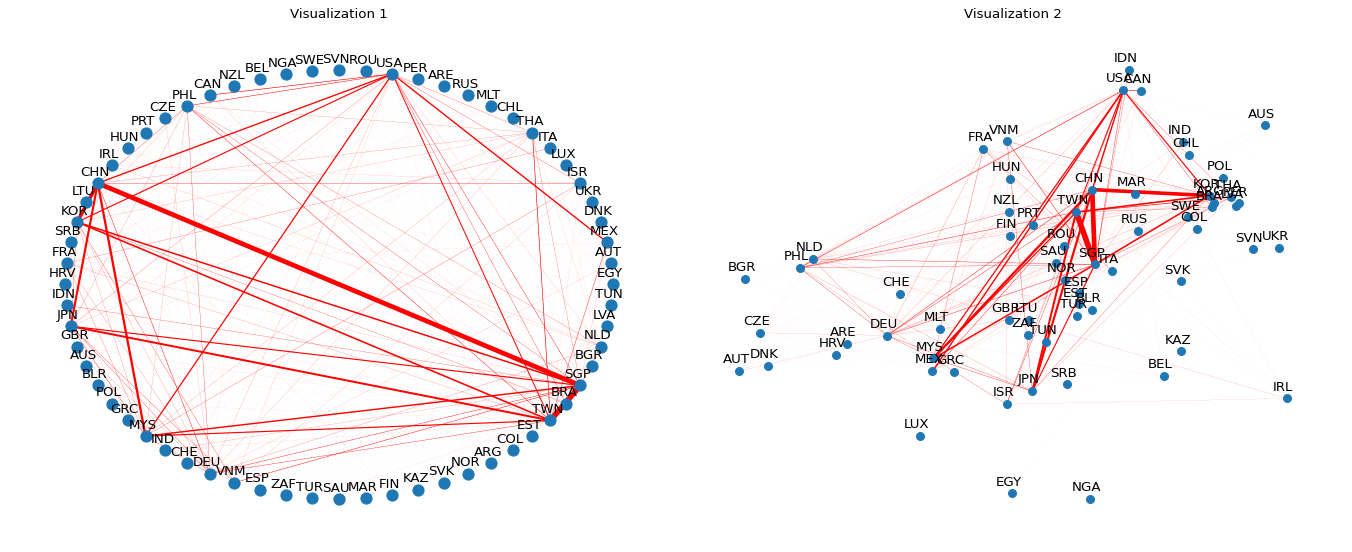 Visualization 1
USA
PER
ARE
RUS
MLT
CHL
THA
ITA
LUX
ISR
UKR
DNK
MEX
AUT
EGY
TUN
LVA
NLD
BGR
SGP
BRA
TWN
EST
COL
ARG
NOR
SVK
KAZ
FIN
MAR
SAU
TUR
ZAF
ESP
VNM
DEU
CHE
IND
MYS
GRC
POL
BLR
AUS
GBR
JPN
IDN
HRV
FRA
SRB
KOR
LTU
CHN
IRL
HUN
PRT
CZE
PHL
CAN
NZL
BEL
NGA
SWE
SVN
ROU
Visualization 2
IDN
USA
CAN
AUS
IND
CHL
FRA
VNM
POL
HUN
CHN
MAR
KOR
THA
ARG
PER
BRA
NZL
TWN
PRT
SWE
COL
FIN
RUS
ROU
SVN
UKR
NLD
PHL
SAU
SGP
ITA
BGR
NOR
SVK
CHE
ESP
EST
BLR
TUR
GBR
LTU
MLT
DEU
ZAF
TUN
CZE
ARE
HRV
KAZ
AUT
DNK
MYS
MEX
GRC
BEL
SRB
JPN
ISR
IRL
LUX
EGY
NGA